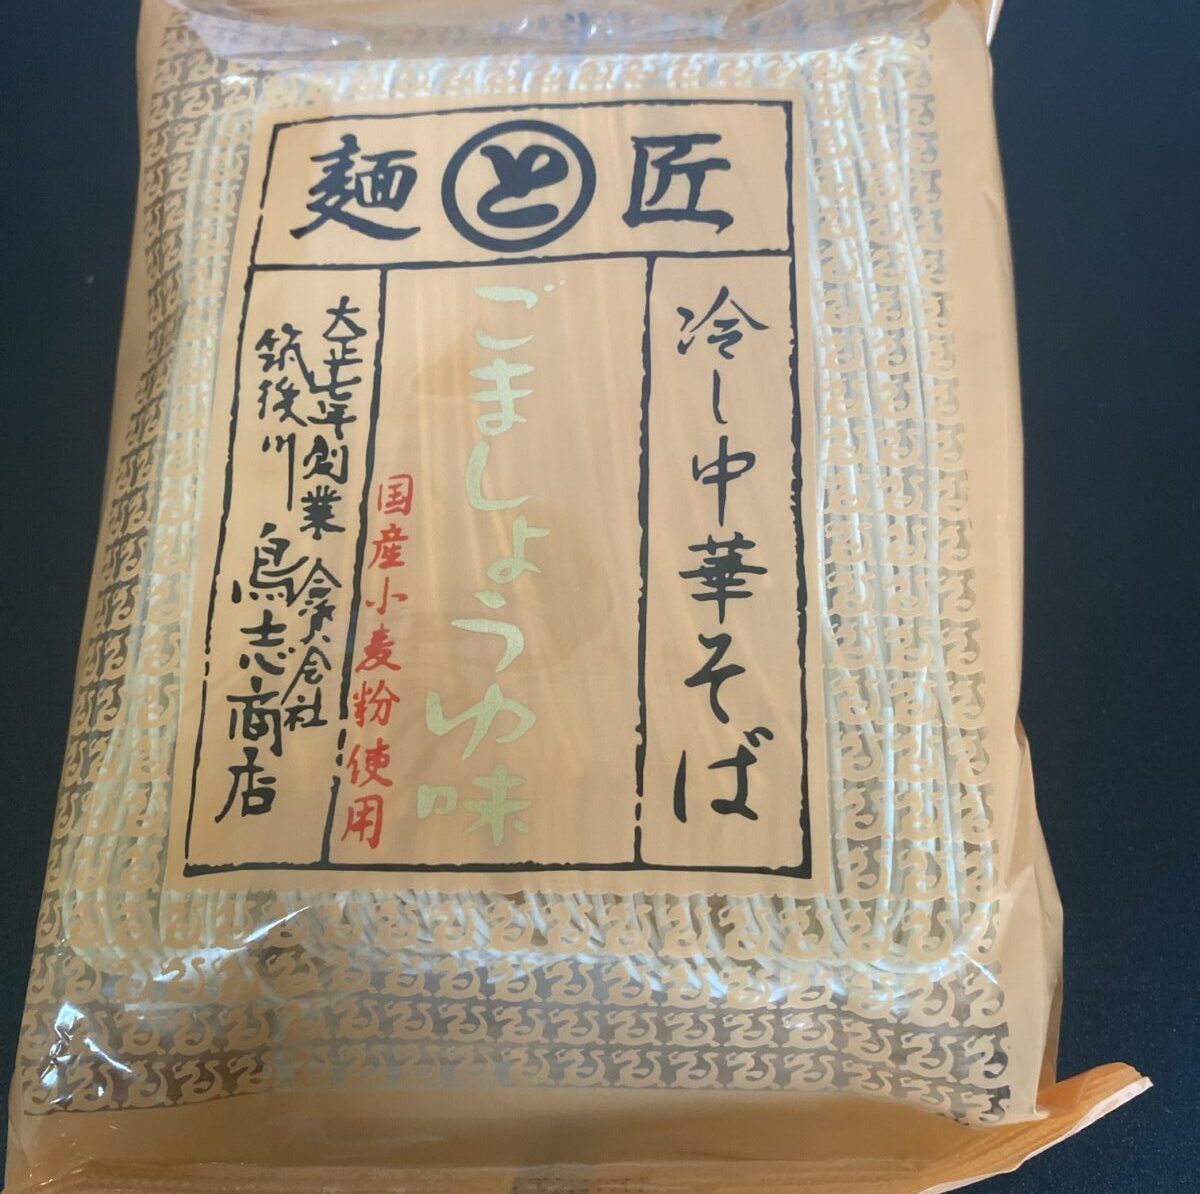 麺 と 匠
冷し中華そば
ごましょうゆ味
国産小麦粉使用
大正七年創業 合資会社
筑後川 鳥志商店